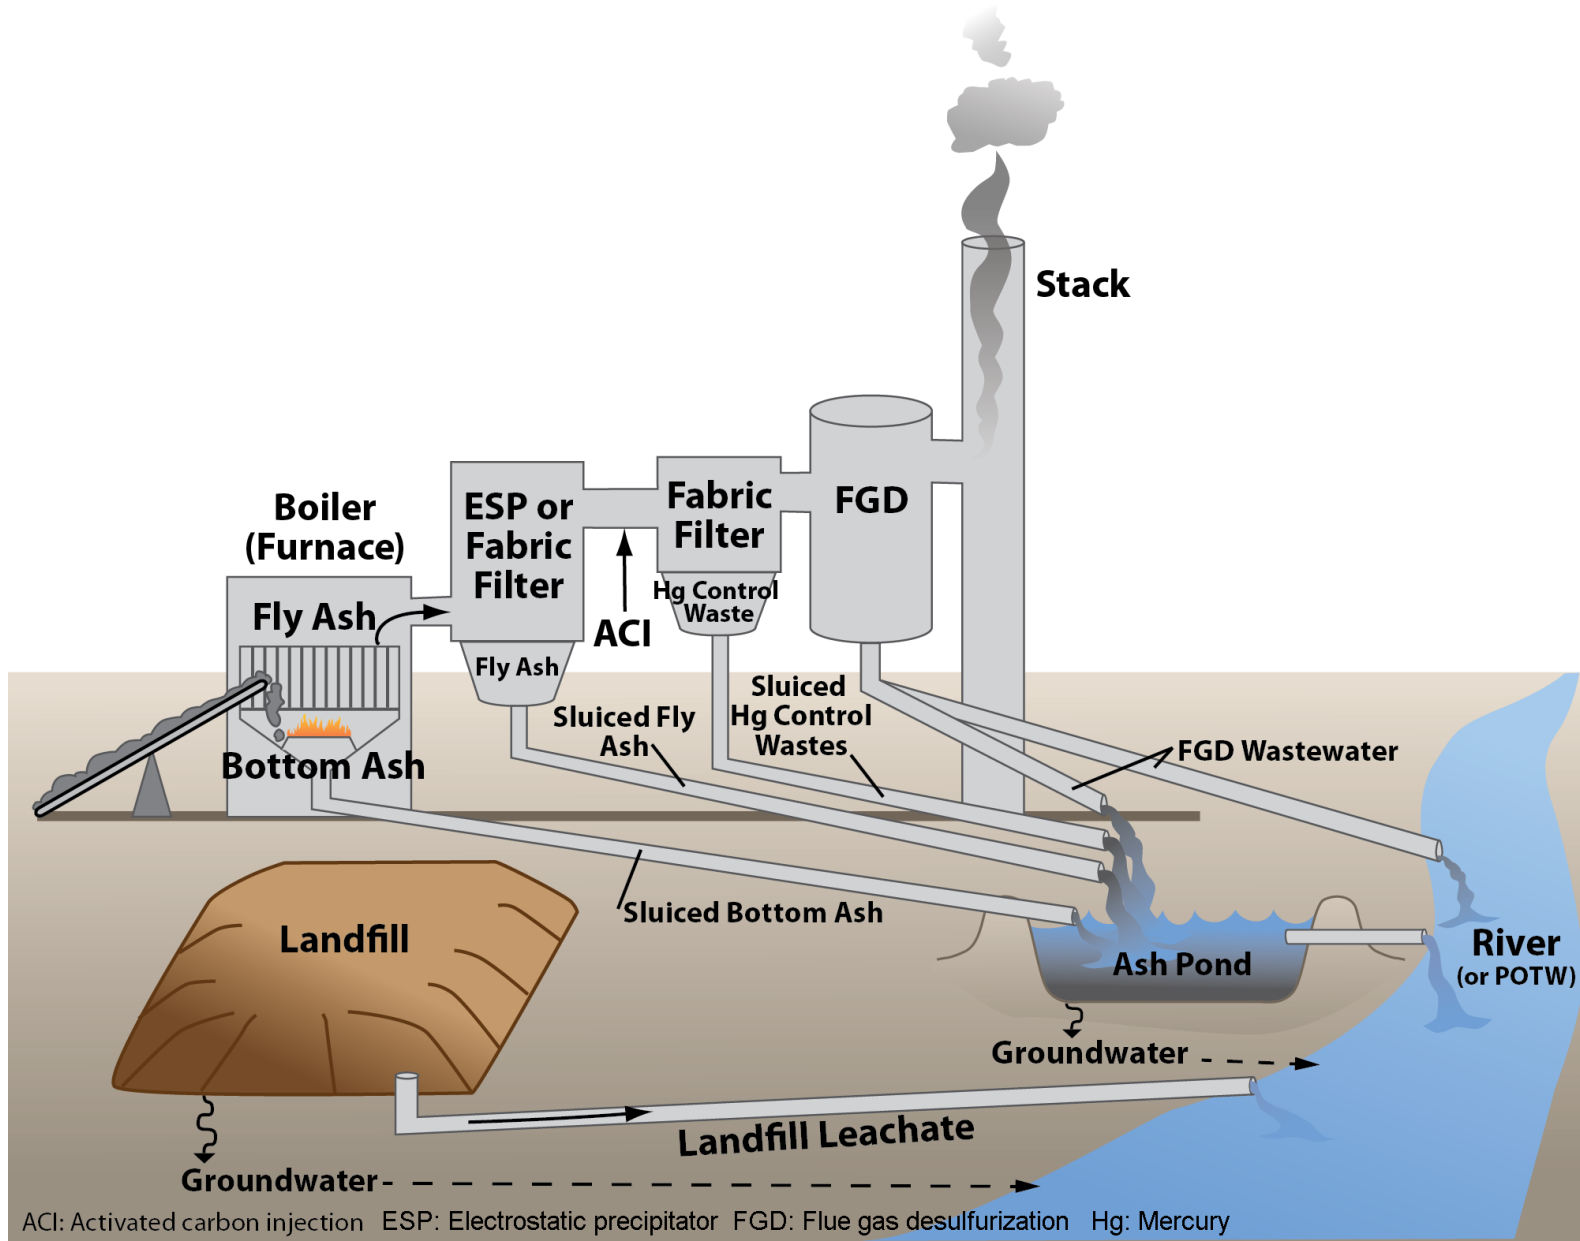 Stack
Boiler
(Furnace)
ESP or
Fabric
Filter
Fabric
Filter
FGD
Fly Ash
Hg Control
Waste
ACI
Fly Ash
Bottom Ash
Sluiced Fly
Ash
Sluiced
Hg Control
Wastes
FGD Wastewater
Sluiced Bottom Ash
Landfill
Ash Pond
River
(or POTW)
Groundwater
Landfill Leachate
Groundwater
ACI: Activated carbon injection ESP: Electrostatic precipitator FGD: Flue gas desulfurization Hg: Mercury